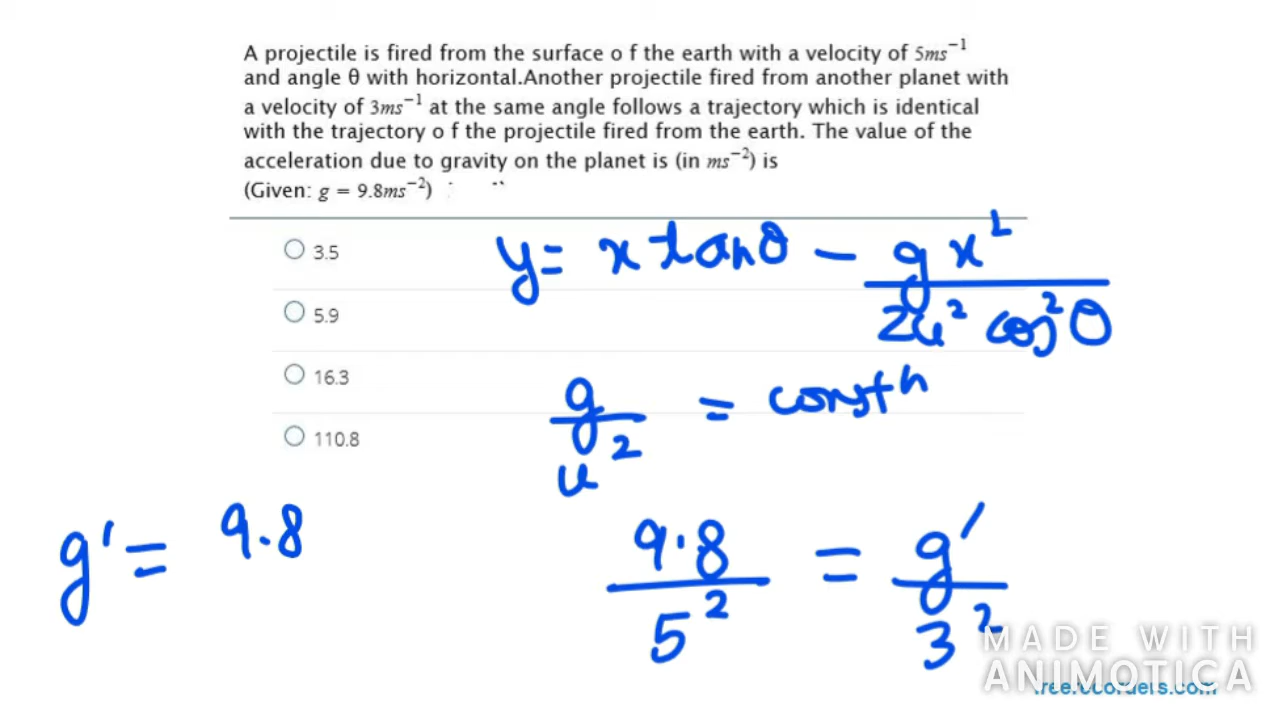 A projectile is fired from the surface o f the earth with a velocity of 5ms⁻¹
and angle θ with horizontal.Another projectile fired from another planet with
a velocity of 3ms⁻¹ at the same angle follows a trajectory which is identical
with the trajectory o f the projectile fired from the earth. The value of the
acceleration due to gravity on the planet is (in ms⁻²) is
(Given: g = 9.8ms⁻²)
3.5
5.9
16.3
110.8
y = x tanθ − gx² / 2u² cos²θ
g / u² = const
g' = 9.8
9.8 / 5² = g' / 3²
MADE WITH
ANIMOTICA
freerecorders.com